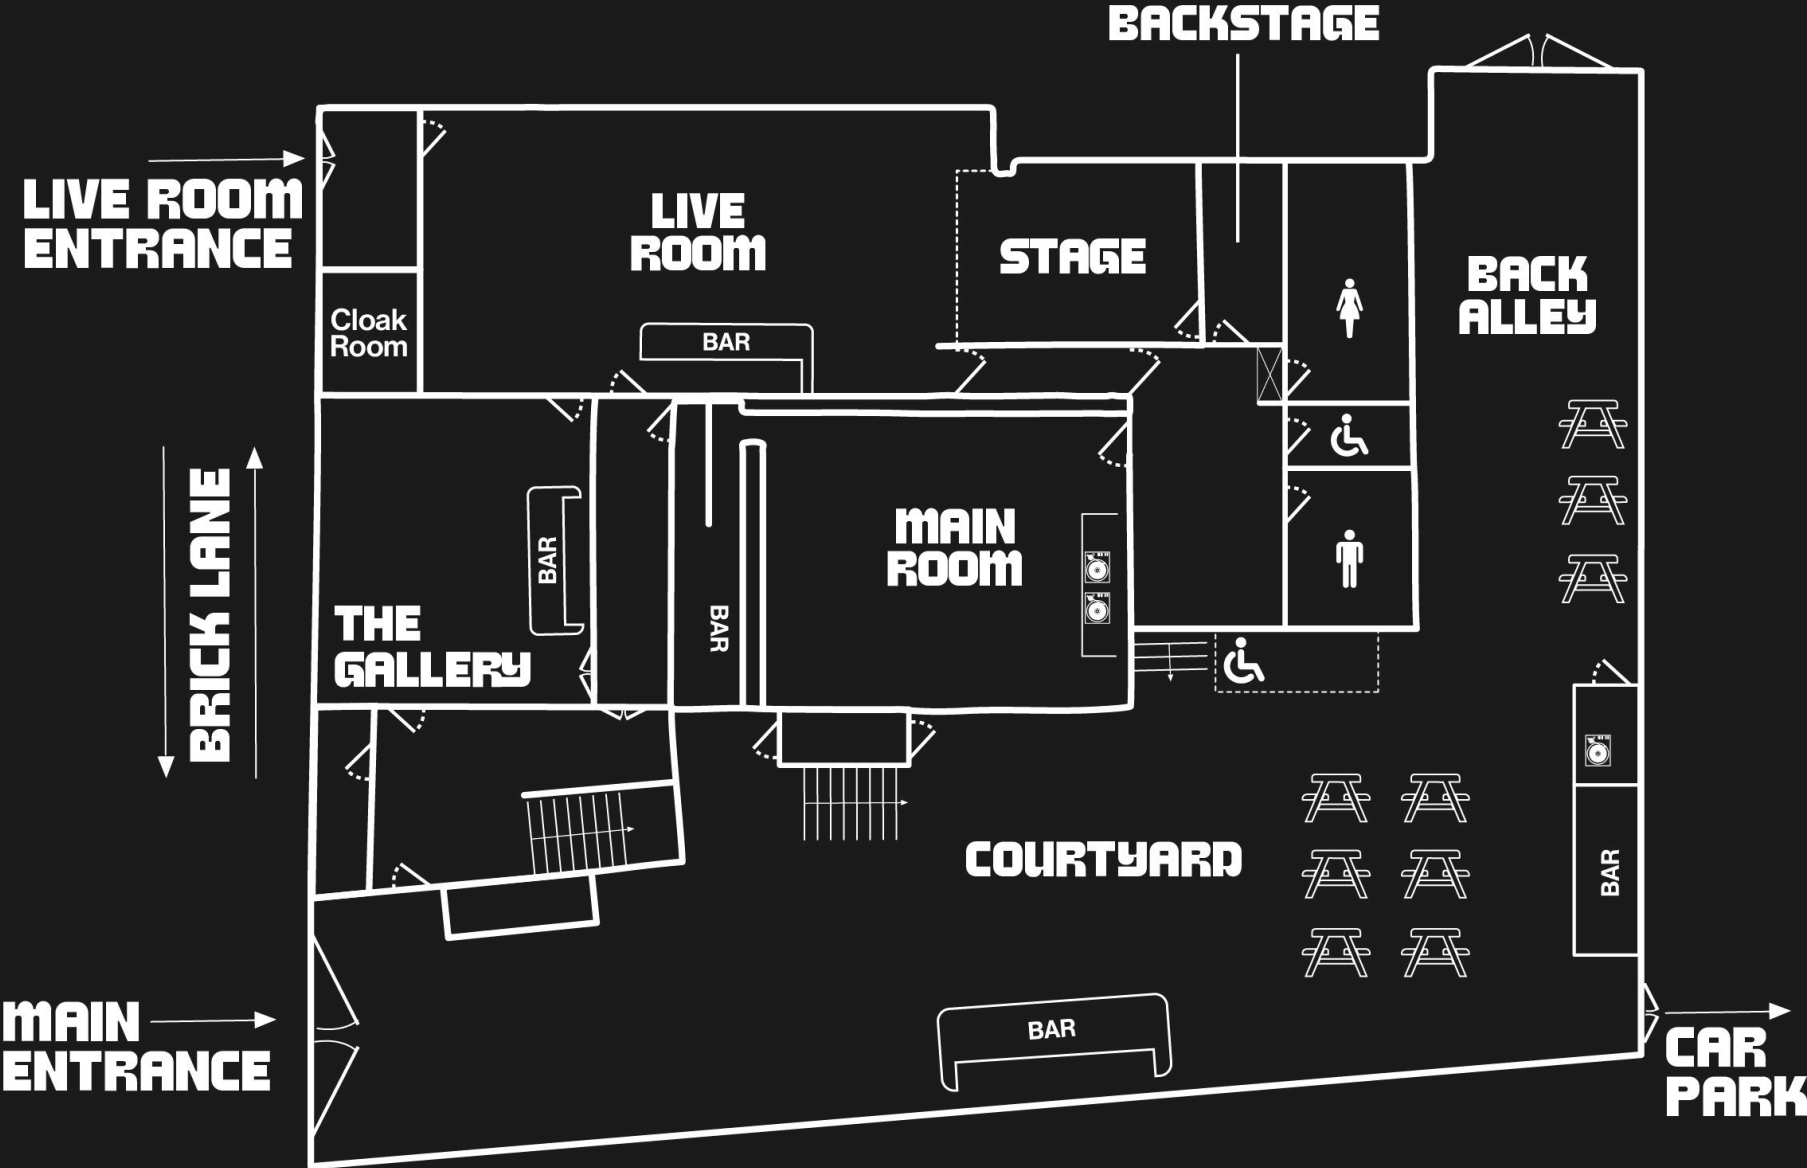 BACKSTAGE
LIVE ROOM
ENTRANCE
LIVE
ROOM
STAGE
BACK
ALLEY
Cloak
Room
BAR
BRICK LANE
BAR
MAIN
ROOM
THE
GALLERY
BAR
COURTYARD
BAR
MAIN
ENTRANCE
BAR
CAR
PARK